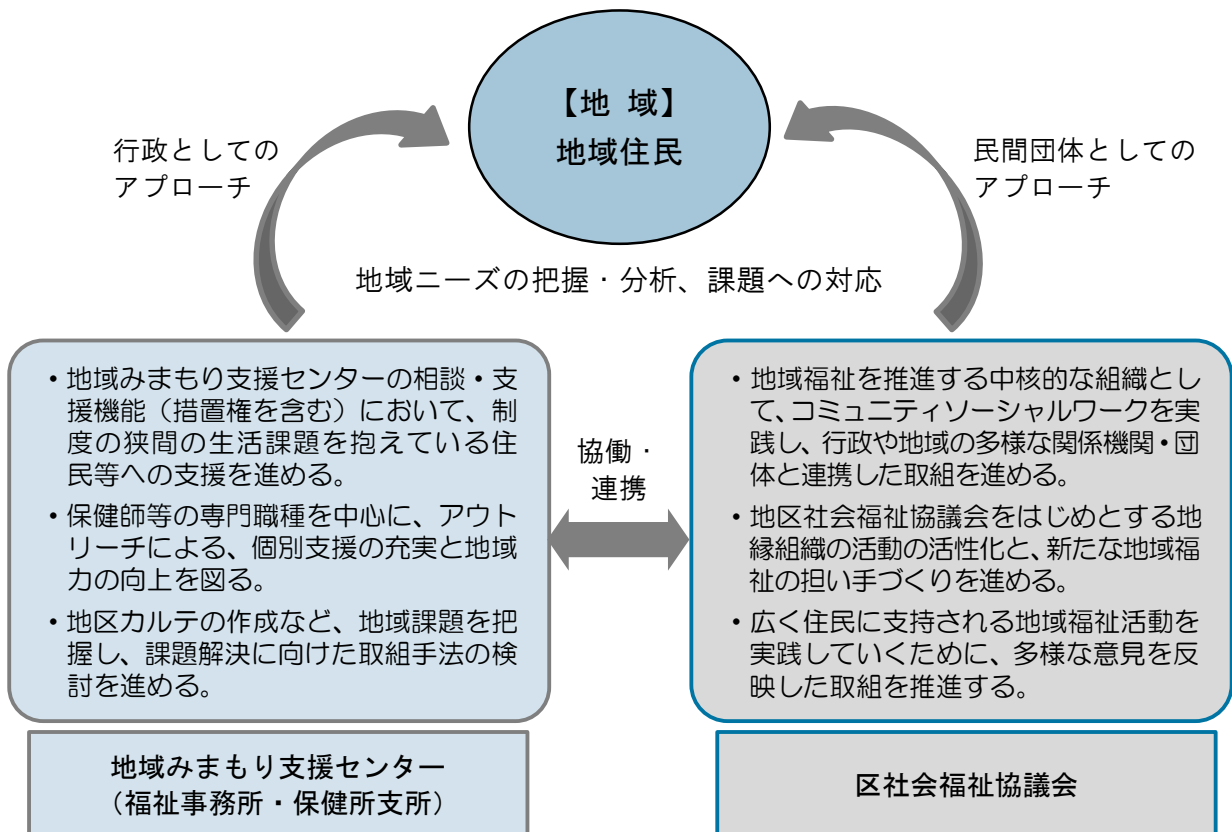 【地 域】
地域住民
行政としての
アプローチ
民間団体としての
アプローチ
地域ニーズの把握・分析、課題への対応
・地域みまもり支援センターの相談・支
援機能（措置権を含む）において、制
度の狭間の生活課題を抱えている住
民等への支援を進める。
・保健師等の専門職種を中心に、アウト
リーチによる、個別支援の充実と地域
力の向上を図る。
・地区カルテの作成など、地域課題を把
握し、課題解決に向けた取組手法の検
討を進める。
協働・
連携
・地域福祉を推進する中核的な組織とし
て、コミュニティソーシャルワークを実
践し、行政や地域の多様な関係機関・団
体と連携した取組を進める。
・地区社会福祉協議会をはじめとする地
縁組織の活動の活性化と、新たな地域福
祉の担い手づくりを進める。
・広く住民に支持される地域福祉活動を
実践していくために、多様な意見を反
映した取組を推進する。
地域みまもり支援センター
（福祉事務所・保健所支所）
区社会福祉協議会